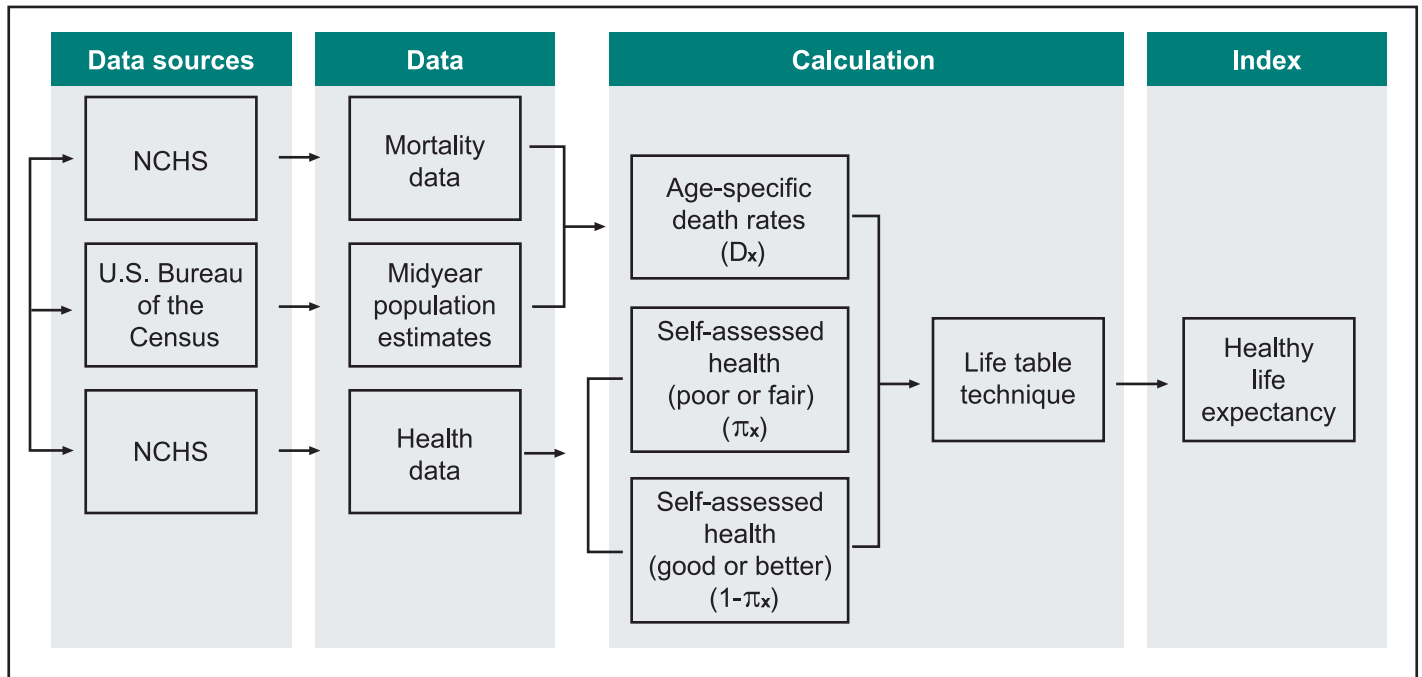 Data sources
Data
Calculation
Index
NCHS
Mortality
data
U.S. Bureau
of the
Census
Midyear
population
estimates
NCHS
Health
data
Age-specific
death rates
(Dx)
Self-assessed
health
(poor or fair)
(πx)
Self-assessed
health
(good or better)
(1-πx)
Life table
technique
Healthy
life
expectancy